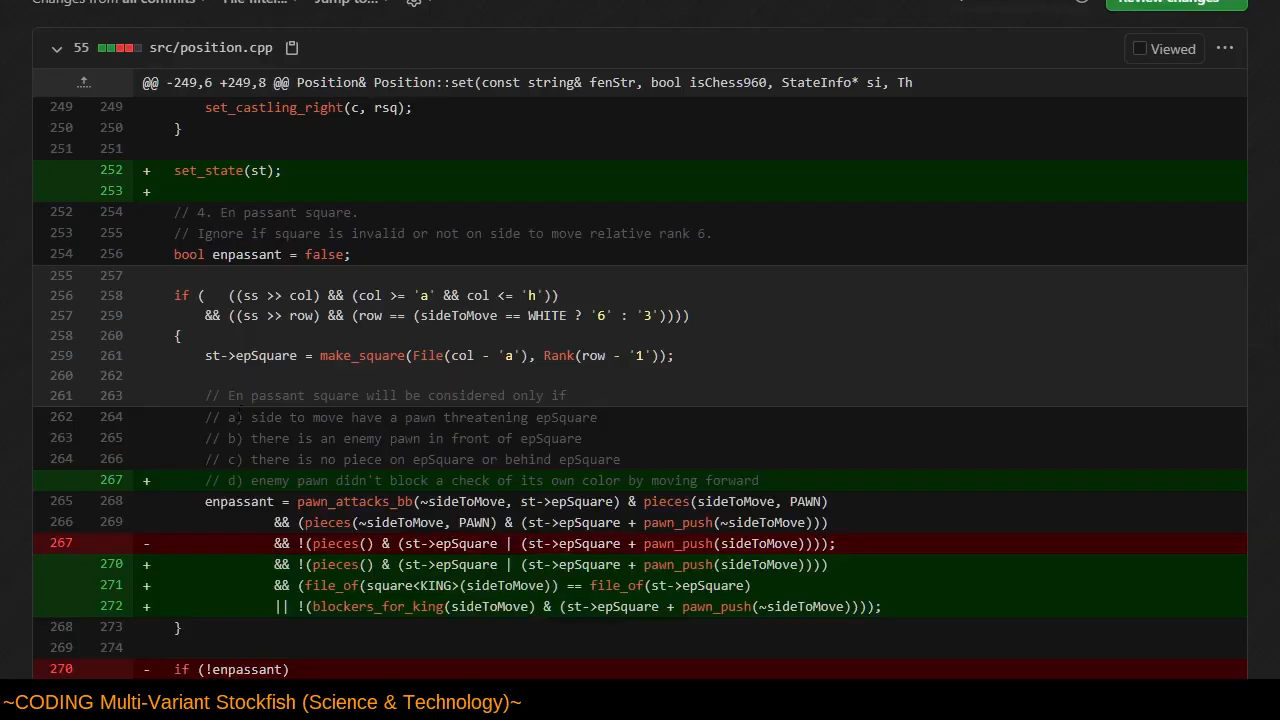 Changes from all commits File filter... Jump to... Review changes
55 src/position.cpp Viewed ...
@@ -249,6 +249,8 @@ Position& Position::set(const string& fenStr, bool isChess960, StateInfo* si, Th
249 249 set_castling_right(c, rsq);
250 250 }
251 251
252 + set_state(st);
253 +
252 254 // 4. En passant square.
253 255 // Ignore if square is invalid or not on side to move relative rank 6.
254 256 bool enpassant = false;
255 257
256 258 if (   ((ss >> col) && (col >= 'a' && col <= 'h'))
257 259 && ((ss >> row) && (row == (sideToMove == WHITE ? '6' : '3'))))
258 260 {
259 261 st->epSquare = make_square(File(col - 'a'), Rank(row - '1'));
260 262
261 263 // En passant square will be considered only if
262 264 // a) side to move have a pawn threatening epSquare
263 265 // b) there is an enemy pawn in front of epSquare
264 266 // c) there is no piece on epSquare or behind epSquare
267 + // d) enemy pawn didn't block a check of its own color by moving forward
265 268 enpassant = pawn_attacks_bb(~sideToMove, st->epSquare) & pieces(sideToMove, PAWN)
266 269 && (pieces(~sideToMove, PAWN) & (st->epSquare + pawn_push(~sideToMove)))
267 - && !(pieces() & (st->epSquare | (st->epSquare + pawn_push(sideToMove))));
270 + && !(pieces() & (st->epSquare | (st->epSquare + pawn_push(sideToMove))))
271 + && (file_of(square<KING>(sideToMove)) == file_of(st->epSquare)
272 + || !(blockers_for_king(sideToMove) & (st->epSquare + pawn_push(~sideToMove))));
268 273 }
269 274
270 - if (!enpassant)
~CODING Multi-Variant Stockfish (Science & Technology)~